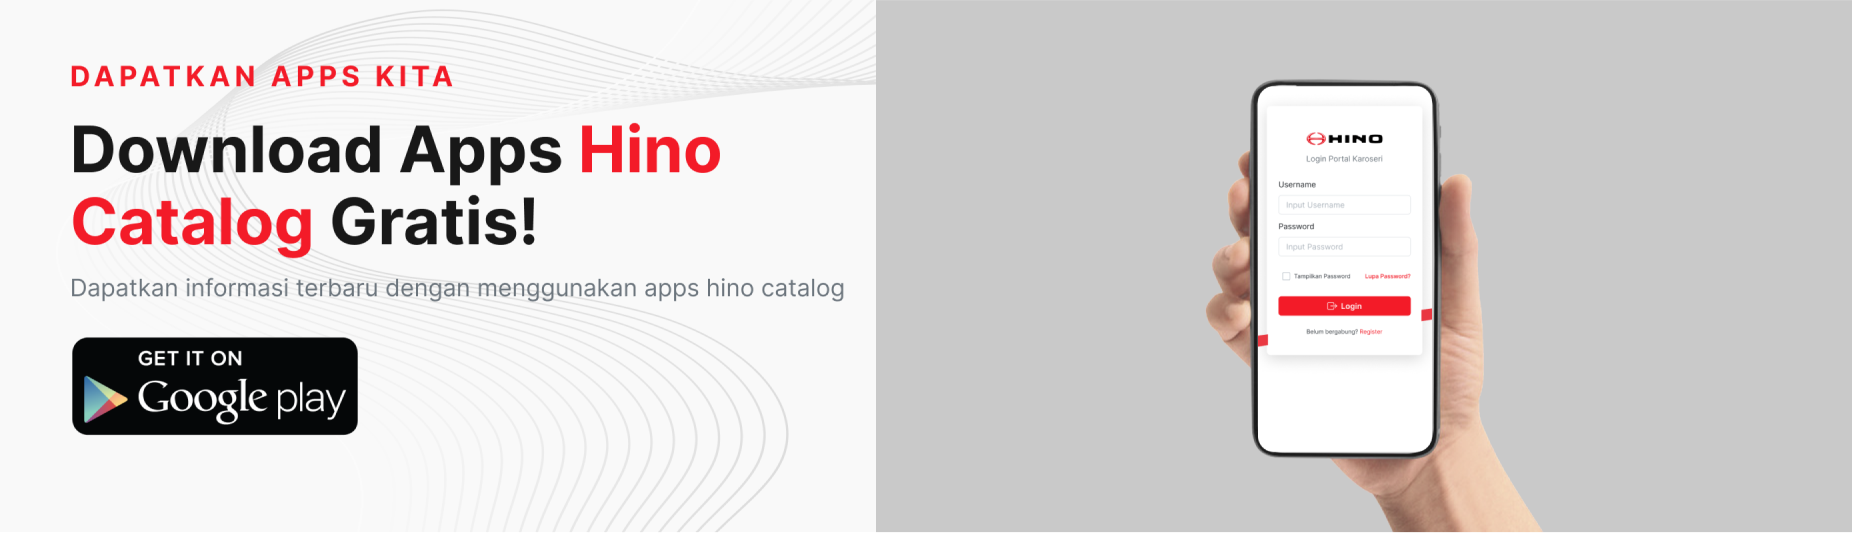 DAPATKAN APPS KITA
Download Apps Hino
Catalog Gratis!
Dapatkan informasi terbaru dengan menggunakan apps hino catalog
GET IT ON
Google play
HINO
Login Portal Karoseri
Username
Input Username
Password
Input Password
Tampilkan Password Lupa Password?
Login
Belum bergabung? Register